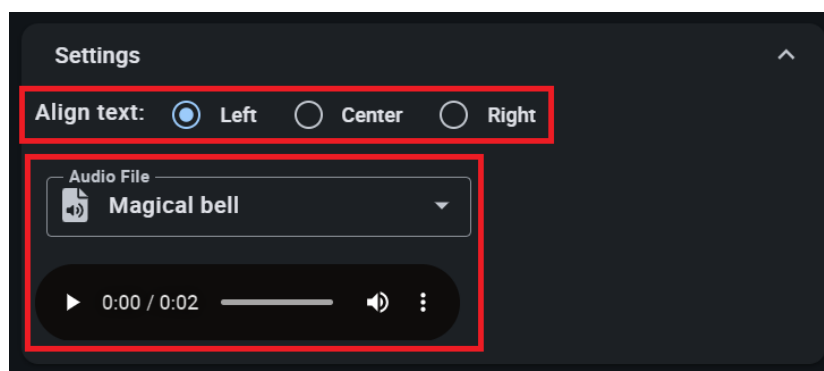 Settings
Align text: Left Center Right
Audio File
Magical bell
0:00 / 0:02